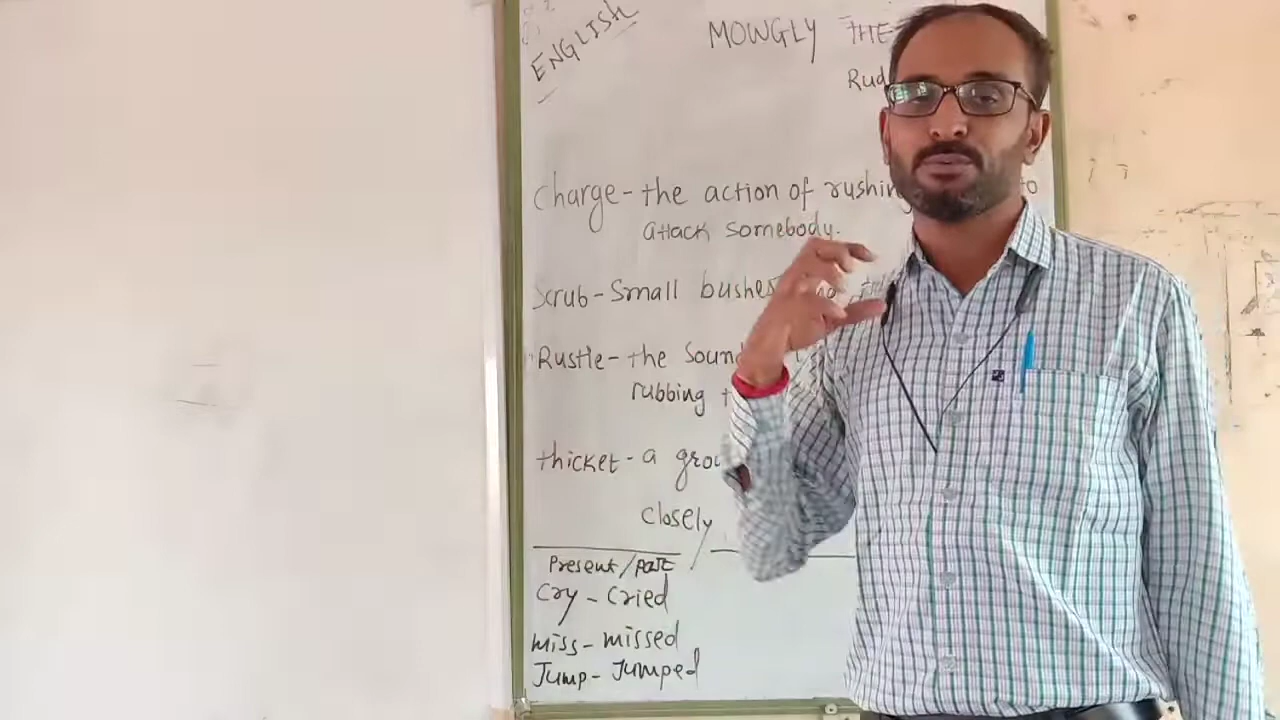 ENGLISH
MOWGLY THE
Rud
Charge - the action of rushing to
attack somebody.
Scrub - Small bushes
Rustle - the Sound
rubbing
thicket - a grou
Closely
Present / past
Cry - Cried
miss - missed
Jump - Jumped